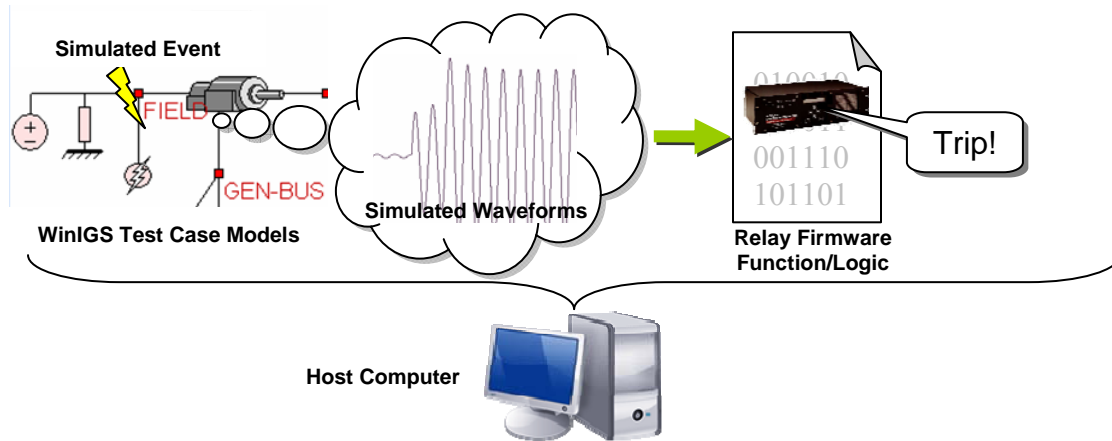 Simulated Event
FIELD
GEN-BUS
WinIGS Test Case Models
Simulated Waveforms
010010
Trip!
001110
101101
Relay Firmware
Function/Logic
Host Computer